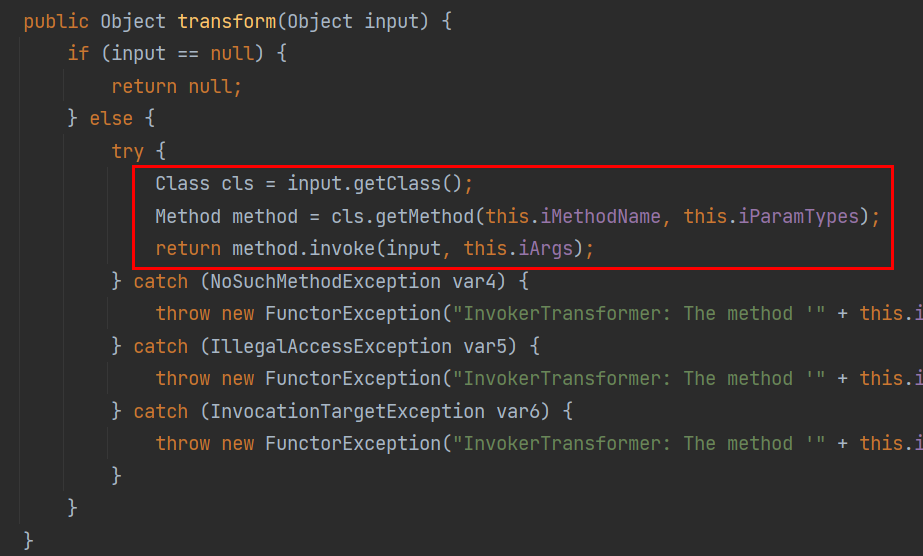 public Object transform(Object input) {
if (input == null) {
return null;
} else {
try {
Class cls = input.getClass();
Method method = cls.getMethod(this.iMethodName, this.iParamTypes);
return method.invoke(input, this.iArgs);
} catch (NoSuchMethodException var4) {
throw new FunctorException("InvokerTransformer: The method '" + this.i
} catch (IllegalAccessException var5) {
throw new FunctorException("InvokerTransformer: The method '" + this.i
} catch (InvocationTargetException var6) {
throw new FunctorException("InvokerTransformer: The method '" + this.i
}
}
}